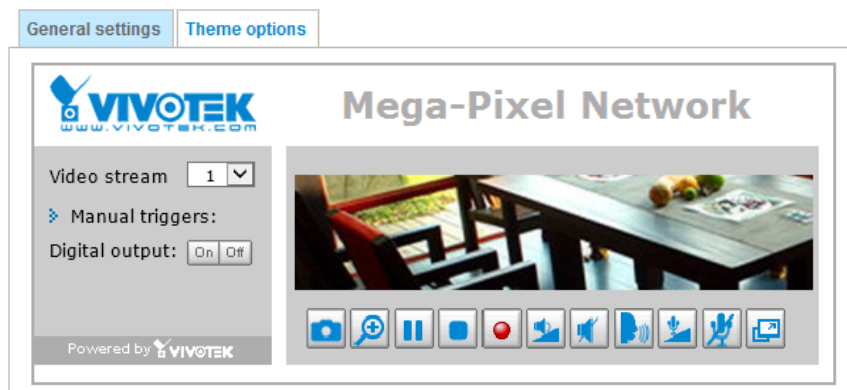 General settings
Theme options
VIVOTEK
www.vivotek.com
Mega-Pixel Network
Video stream 1
Manual triggers:
Digital output: On Off
Powered by VIVOTEK